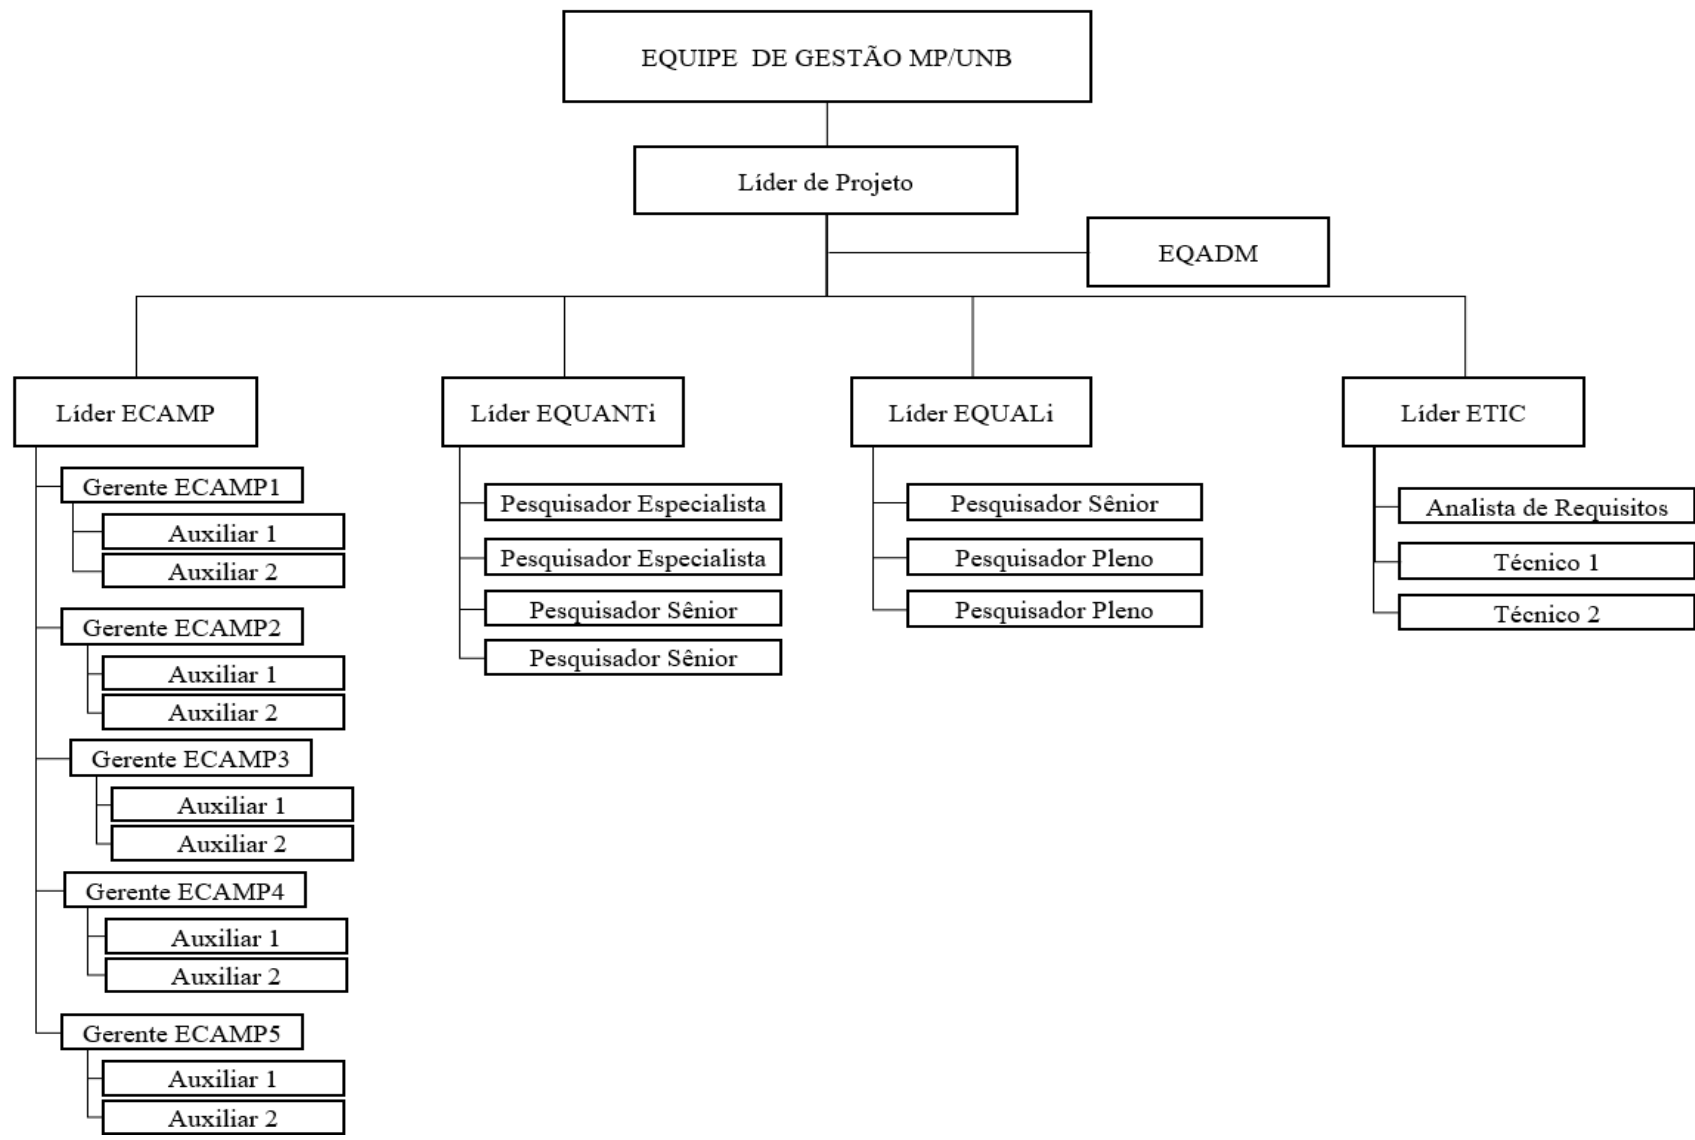 EQUIPE DE GESTÃO MP/UNB
Líder de Projeto
EQADM
Líder ECAMP
Gerente ECAMP1
Auxiliar 1
Auxiliar 2
Gerente ECAMP2
Auxiliar 1
Auxiliar 2
Gerente ECAMP3
Auxiliar 1
Auxiliar 2
Gerente ECAMP4
Auxiliar 1
Auxiliar 2
Gerente ECAMP5
Auxiliar 1
Auxiliar 2
Líder EQUANTi
Pesquisador Especialista
Pesquisador Especialista
Pesquisador Sênior
Pesquisador Sênior
Líder EQUALi
Pesquisador Sênior
Pesquisador Pleno
Pesquisador Pleno
Líder ETIC
Analista de Requisitos
Técnico 1
Técnico 2